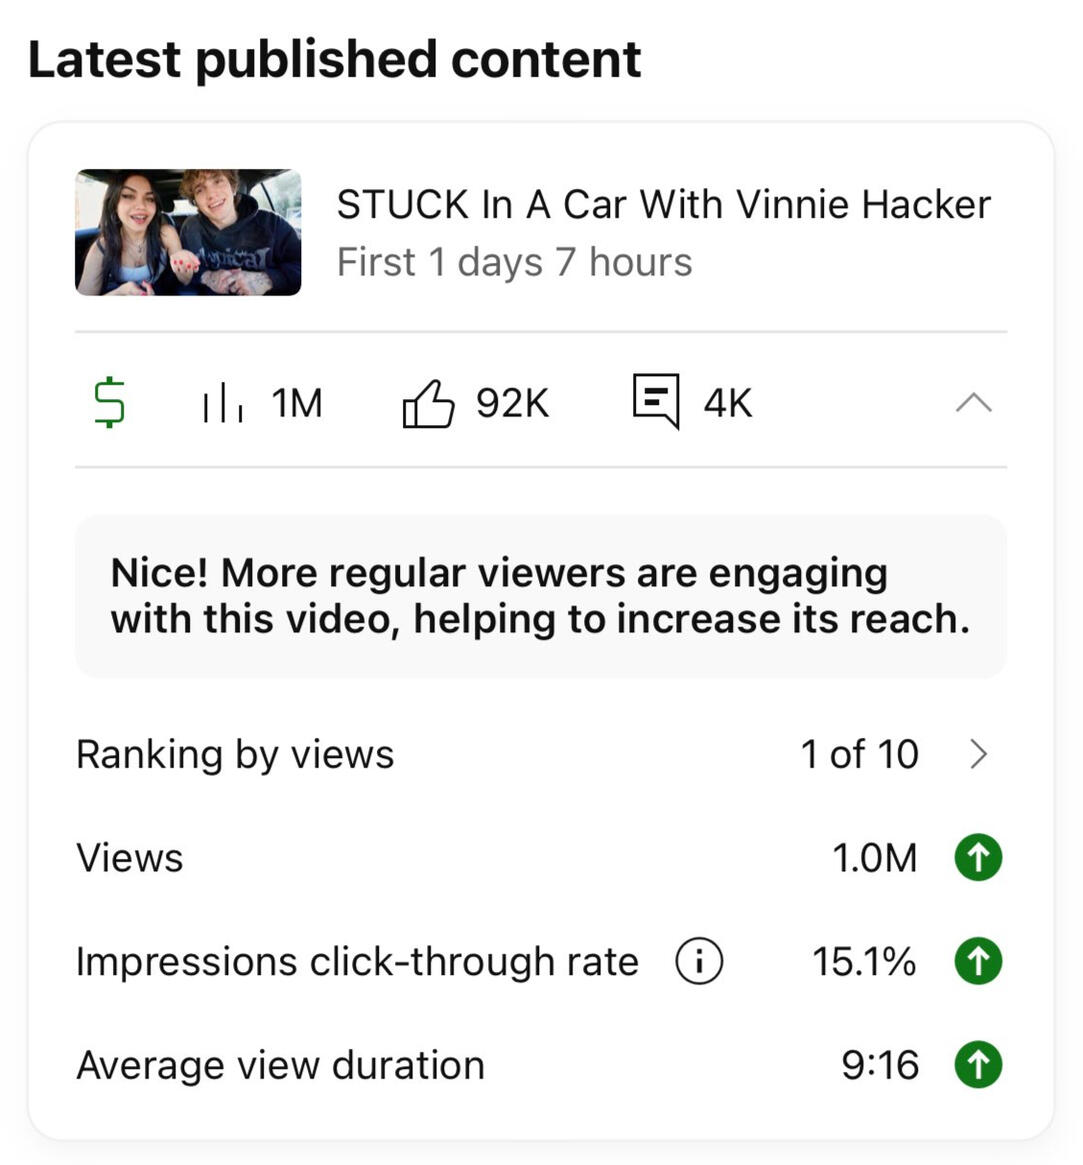 Latest published content
STUCK In A Car With Vinnie Hacker
First 1 days 7 hours
$ 1M 92K 4K
Nice! More regular viewers are engaging
with this video, helping to increase its reach.
Ranking by views 1 of 10
Views 1.0M
Impressions click-through rate i 15.1%
Average view duration 9:16